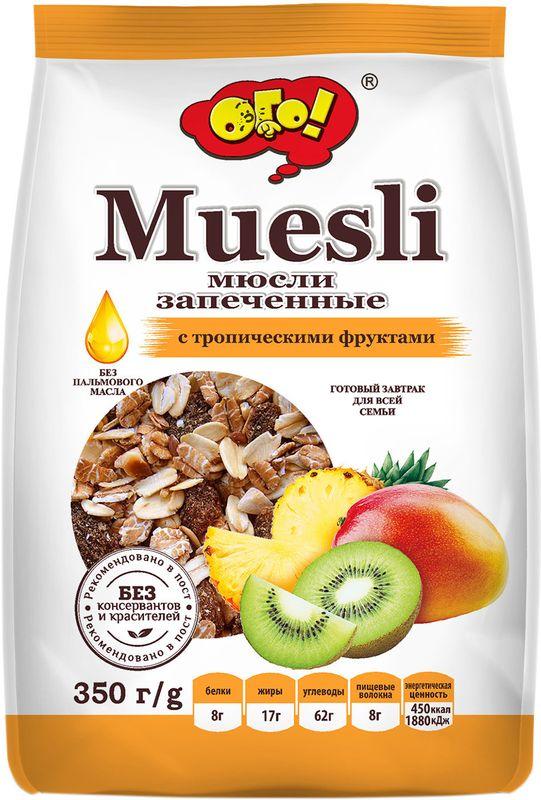 ОГО!
®
Muesli
мюсли
запеченные
с тропическими фруктами
БЕЗ
ПАЛЬМОВОГО
МАСЛА
ГОТОВЫЙ ЗАВТРАК
ДЛЯ ВСЕЙ
СЕМЬИ
Рекомендовано в пост
БЕЗ
консервантов
и красителей
Рекомендовано в пост
350 г/g
белки
8г
жиры
17г
углеводы
62г
пищевые
волокна
8г
энергетическая
ценность
450ккал
1880кДж